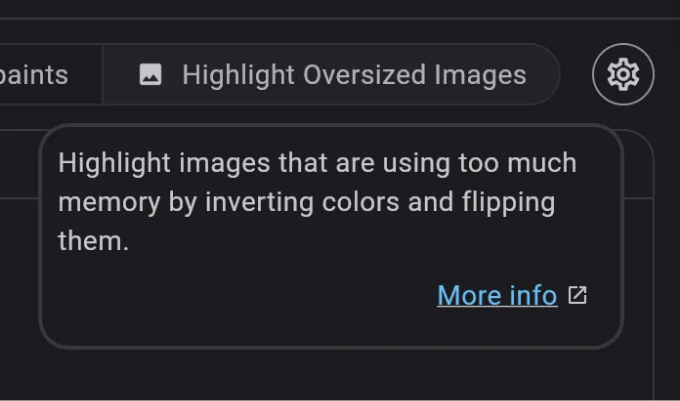 paints
Highlight Oversized Images
Highlight images that are using too much
memory by inverting colors and flipping
them.
More info